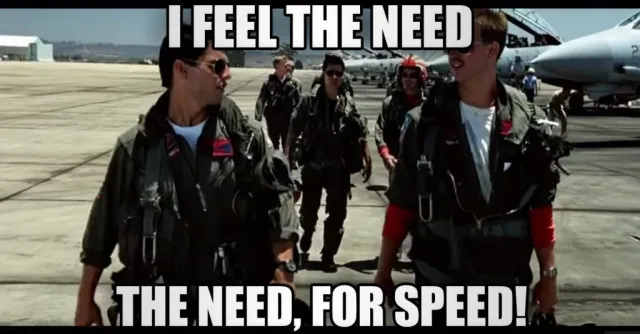 I FEEL THE NEED
THE NEED, FOR SPEED!